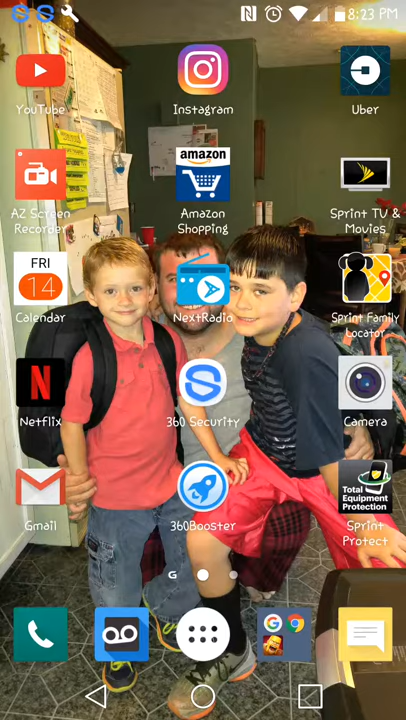 8:23 PM
YouTube
Instagram
Uber
AZ Screen
Recorder
amazon
Amazon
Shopping
Sprint TV &
Movies
FRI
14
Calendar
NextRadio
Sprint Family
Locator
N
Netflix
360 Security
Camera
Gmail
360Booster
Total
Equipment
Protection
Sprint
Protect
G
G